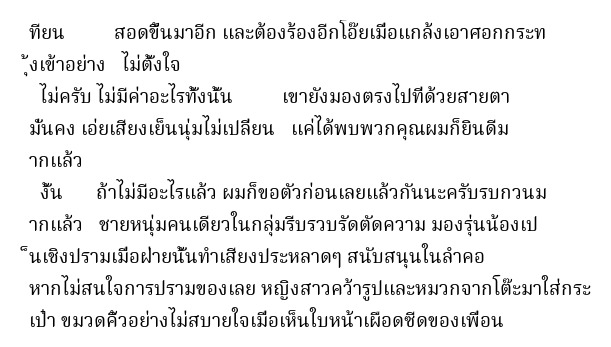 ทียน สอดขึ้นมาอีก และต้องร้องอีกโอ๊ยเมื่อแกล้งเอาศอกกระท
ุ้งเข้าอย่าง ไม่ตั้งใจ
ไม่ครับ ไม่มีค่าอะไรทั้งนั้น เขายังมองตรงไปที่ด้วยสายตา
มั่นคง เอ่ยเสียงเย็นนุ่มไม่เปลี่ยน แค่ได้พบพวกคุณผมก็ยินดีม
ากแล้ว
งั้น ถ้าไม่มีอะไรแล้ว ผมก็ขอตัวก่อนเลยแล้วกันนะครับรบกวนม
ากแล้ว ชายหนุ่มคนเดียวในกลุ่มรีบรวบรัดตัดความ มองรุ่นน้องเป
็นเชิงปรามเมื่อฝ่ายนั้นทำเสียงประหลาดๆ สนับสนุนในลำคอ
หากไม่สนใจการปรามของเลย หญิงสาวคว้ารูปและหมวกจากโต๊ะมาใส่กระ
เป๋า ขมวดคิ้วอย่างไม่สบายใจเมื่อเห็นใบหน้าเผือดซีดของเพื่อน